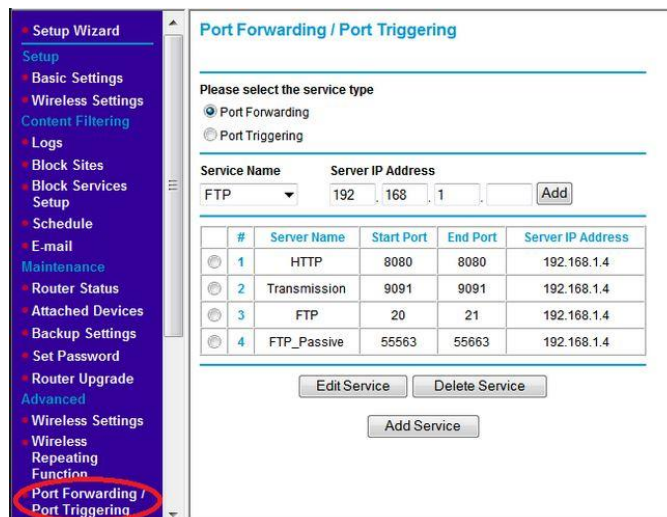 Setup Wizard
Setup
Basic Settings
Wireless Settings
Content Filtering
Logs
Block Sites
Block Services
Setup
Schedule
E-mail
Maintenance
Router Status
Attached Devices
Backup Settings
Set Password
Router Upgrade
Advanced
Wireless Settings
Wireless
Repeating
Function
Port Forwarding /
Port Triggering
Port Forwarding / Port Triggering
Please select the service type
Port Forwarding
Port Triggering
Service Name Server IP Address
FTP 192 . 168 . 1 . Add
# Server Name Start Port End Port Server IP Address
1 HTTP 8080 8080 192.168.1.4
2 Transmission 9091 9091 192.168.1.4
3 FTP 20 21 192.168.1.4
4 FTP_Passive 55563 55663 192.168.1.4
Edit Service Delete Service
Add Service